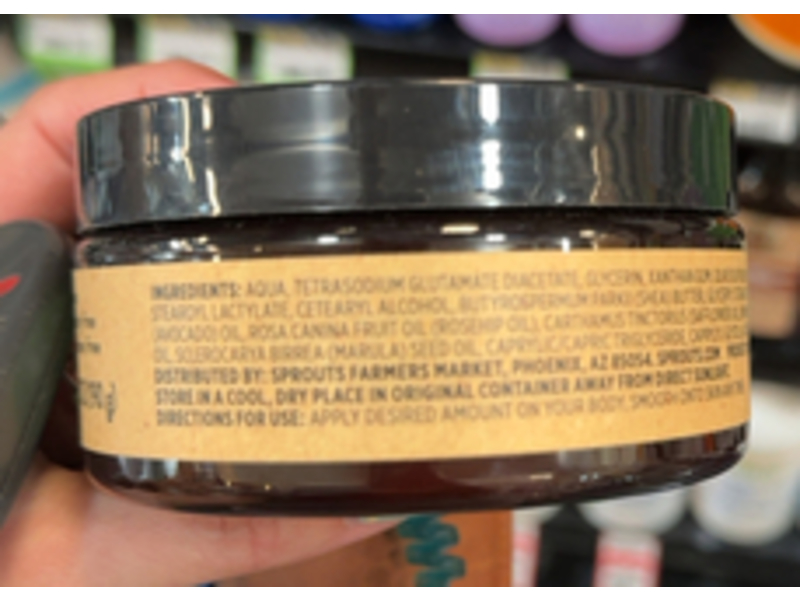 INGREDIENTS: AQUA, TETRASODIUM GLUTAMATE DIACETATE, GLYCERIN, XANTHAN GUM,
STEAROYL LACTYLATE, CETEARYL ALCOHOL, BUTYROSPERMUM PARKII (SHEA) BUTTER,
(AVOCADO) OIL, ROSA CANINA FRUIT OIL (ROSEHIP OIL), CARTHAMUS TINCTORIUS (SAFFLOWER)
OIL, SCLEROCARYA BIRREA (MARULA) SEED OIL, CAPRYLIC/CAPRIC TRIGLYCERIDE,
DISTRIBUTED BY: SPROUTS FARMERS MARKET, PHOENIX, AZ 85054, SPROUTS.COM
STORE IN A COOL, DRY PLACE IN ORIGINAL CONTAINER AWAY FROM DIRECT SUNLIGHT.
DIRECTIONS FOR USE: APPLY DESIRED AMOUNT ON YOUR BODY, SMOOTH ONTO SKIN